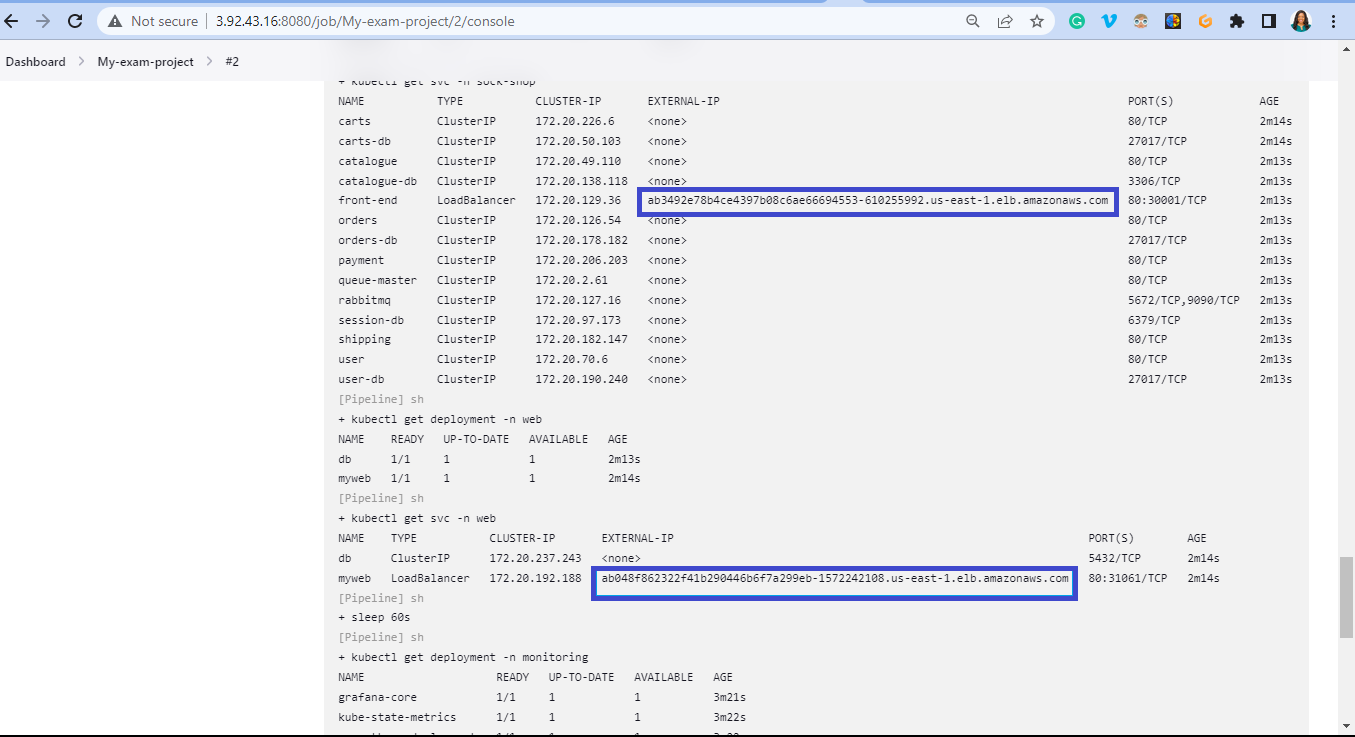 Not secure | 3.92.43.16:8080/job/My-exam-project/2/console
Dashboard > My-exam-project > #2
+ kubectl get svc -n sock-shop
NAME TYPE CLUSTER-IP EXTERNAL-IP PORT(S) AGE
carts ClusterIP 172.20.226.6 <none> 80/TCP 2m14s
carts-db ClusterIP 172.20.50.103 <none> 27017/TCP 2m14s
catalogue ClusterIP 172.20.49.110 <none> 80/TCP 2m13s
catalogue-db ClusterIP 172.20.138.118 <none> 3306/TCP 2m13s
front-end LoadBalancer 172.20.129.36 ab3492e78b4ce4397b08c6ae66694553-610255992.us-east-1.elb.amazonaws.com 80:30001/TCP 2m13s
orders ClusterIP 172.20.126.54 <none> 80/TCP 2m13s
orders-db ClusterIP 172.20.178.182 <none> 27017/TCP 2m13s
payment ClusterIP 172.20.206.203 <none> 80/TCP 2m13s
queue-master ClusterIP 172.20.2.61 <none> 80/TCP 2m13s
rabbitmq ClusterIP 172.20.127.16 <none> 5672/TCP,9090/TCP 2m13s
session-db ClusterIP 172.20.97.173 <none> 6379/TCP 2m13s
shipping ClusterIP 172.20.182.147 <none> 80/TCP 2m13s
user ClusterIP 172.20.70.6 <none> 80/TCP 2m13s
user-db ClusterIP 172.20.190.240 <none> 27017/TCP 2m13s
[Pipeline] sh
+ kubectl get deployment -n web
NAME READY UP-TO-DATE AVAILABLE AGE
db 1/1 1 1 2m13s
myweb 1/1 1 1 2m14s
[Pipeline] sh
+ kubectl get svc -n web
NAME TYPE CLUSTER-IP EXTERNAL-IP PORT(S) AGE
db ClusterIP 172.20.237.243 <none> 5432/TCP 2m14s
myweb LoadBalancer 172.20.192.188 ab048f862322f41b290446b6f7a299eb-1572242108.us-east-1.elb.amazonaws.com 80:31061/TCP 2m14s
[Pipeline] sh
+ sleep 60s
[Pipeline] sh
+ kubectl get deployment -n monitoring
NAME READY UP-TO-DATE AVAILABLE AGE
grafana-core 1/1 1 1 3m21s
kube-state-metrics 1/1 1 1 3m22s